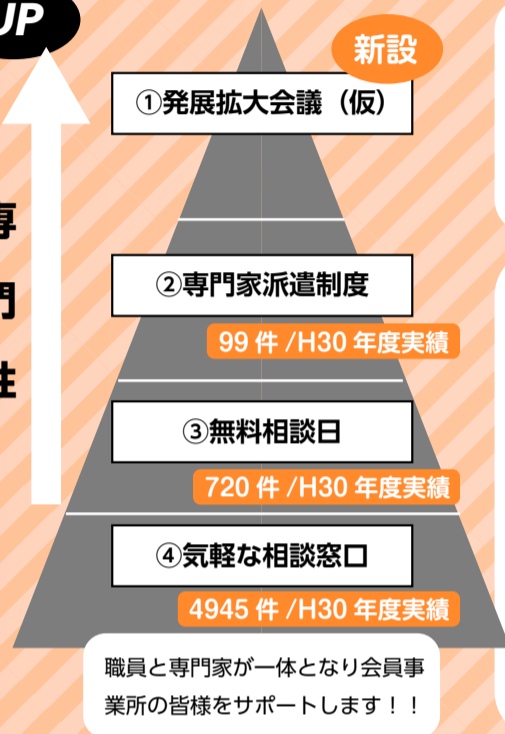 UP
新設
①発展拡大会議（仮）
専門性
②専門家派遣制度
99 件 /H30 年度実績
③無料相談日
720 件 /H30 年度実績
④気軽な相談窓口
4945 件 /H30 年度実績
職員と専門家が一体となり会員事
業所の皆様をサポートします！！